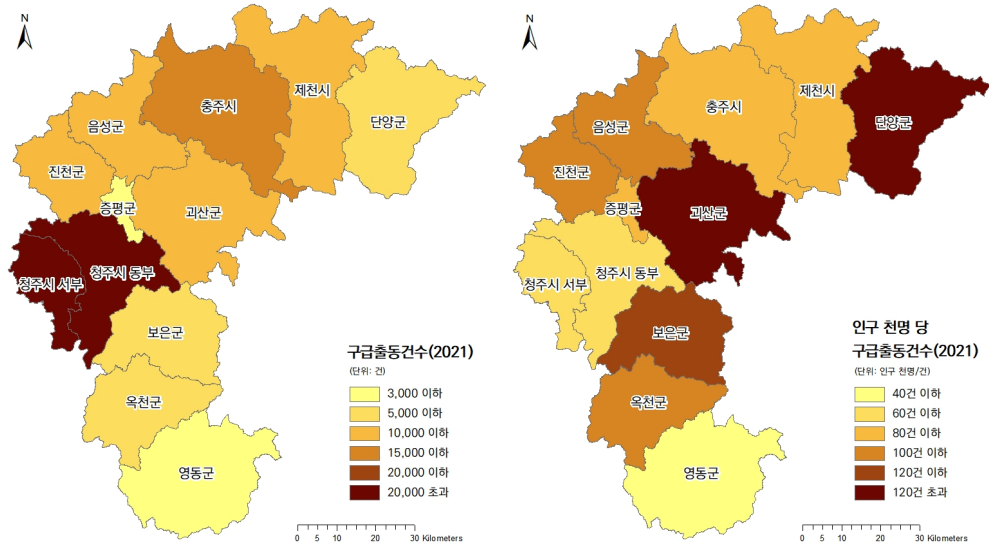 N
제천시
충주시
단양군
음성군
진천군
증평군
괴산군
청주시 동부
청주시 서부
보은군
옥천군
영동군
구급출동건수(2021)
(단위: 건)
3,000 이하
5,000 이하
10,000 이하
15,000 이하
20,000 이하
20,000 초과
0 5 10 20 30 Kilometers
N
제천시
충주시
단양군
음성군
진천군
증평군
괴산군
청주시 동부
청주시 서부
보은군
옥천군
영동군
인구 천명 당
구급출동건수(2021)
(단위: 인구 천명/건)
40건 이하
60건 이하
80건 이하
100건 이하
120건 이하
120건 초과
0 5 10 20 30 Kilometers